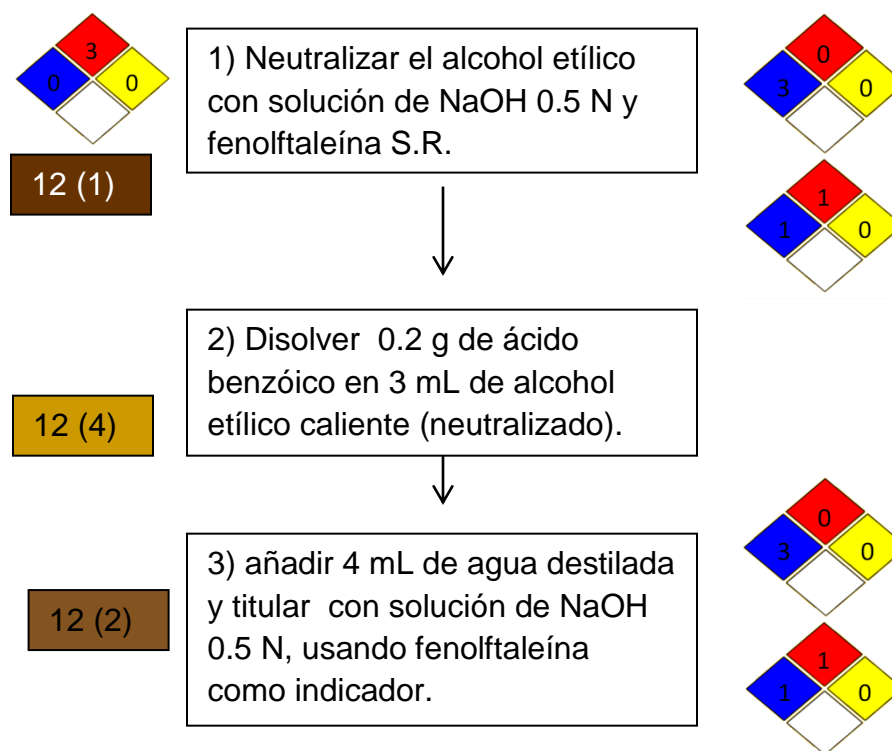 3
0 0
12 (1)
1) Neutralizar el alcohol etílico
con solución de NaOH 0.5 N y
fenolftaleína S.R.
0
3 0
1
1 0
12 (4)
2) Disolver 0.2 g de ácido
benzóico en 3 mL de alcohol
etílico caliente (neutralizado).
12 (2)
3) añadir 4 mL de agua destilada
y titular con solución de NaOH
0.5 N, usando fenolftaleína
como indicador.
0
3 0
1
1 0